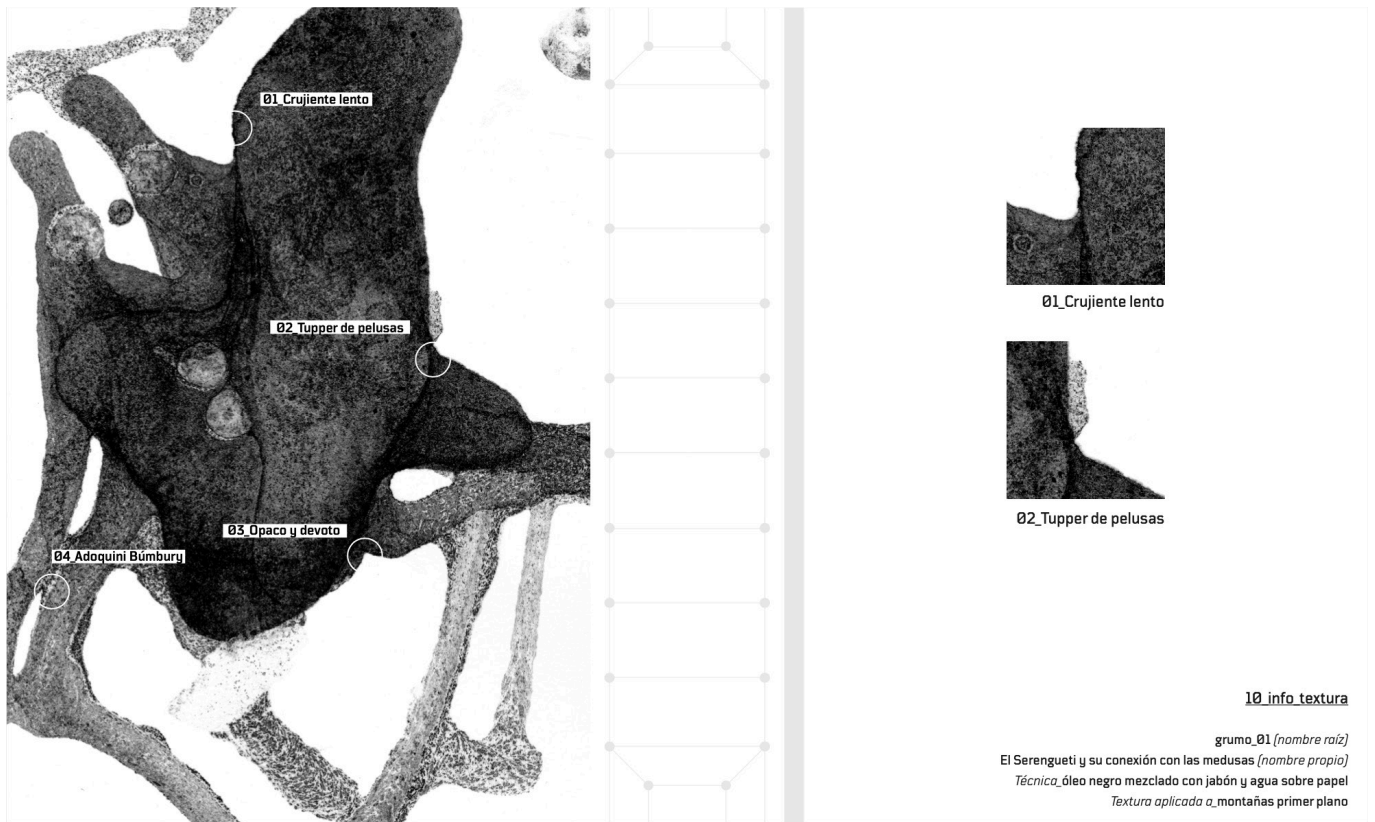 01_Crujiente lento
02_Tupper de pelusas
03_Opaco y devoto
04_Adoquini Búmbury
01_Crujiente lento
02_Tupper de pelusas
10_info_textura
grumo_01 (nombre raíz)
El Serengueti y su conexión con las medusas (nombre propio)
Técnica_óleo negro mezclado con jabón y agua sobre papel
Textura aplicada a_montañas primer plano